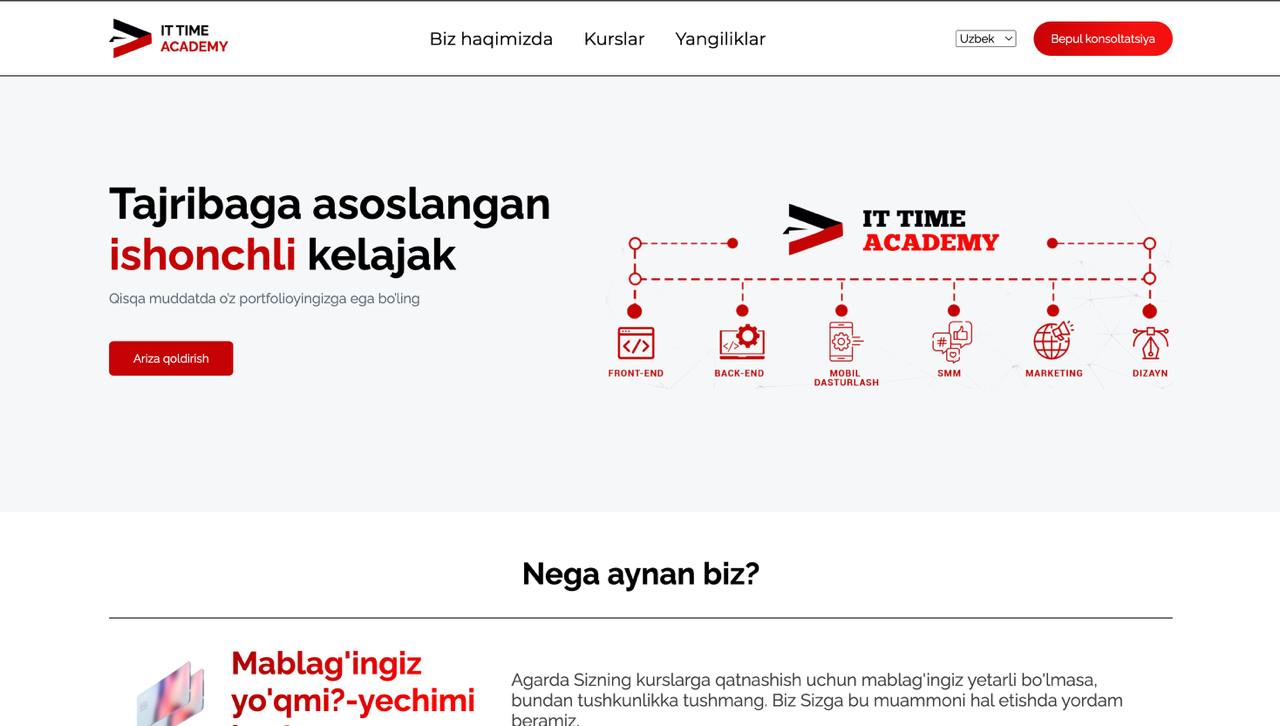 IT TIME
ACADEMY
Biz haqimizda
Kurslar
Yangiliklar
Uzbek
Bepul konsoltatsiya
Tajribaga asoslangan
ishonchli kelajak
Qisqa muddatda o'z portfolioyingizga ega bo'ling
Ariza qoldirish
IT TIME
ACADEMY
FRONT-END
BACK-END
MOBIL
DASTURLASH
SMM
MARKETING
DIZAYN
Nega aynan biz?
Mablag'ingiz
yo'qmi?-yechimi
Agarda Sizning kurslarga qatnashish uchun mablag'ingiz yetarli bo'lmasa,
bundan tushkunlikka tushmang. Biz Sizga bu muammoni hal etishda yordam
beramiz.